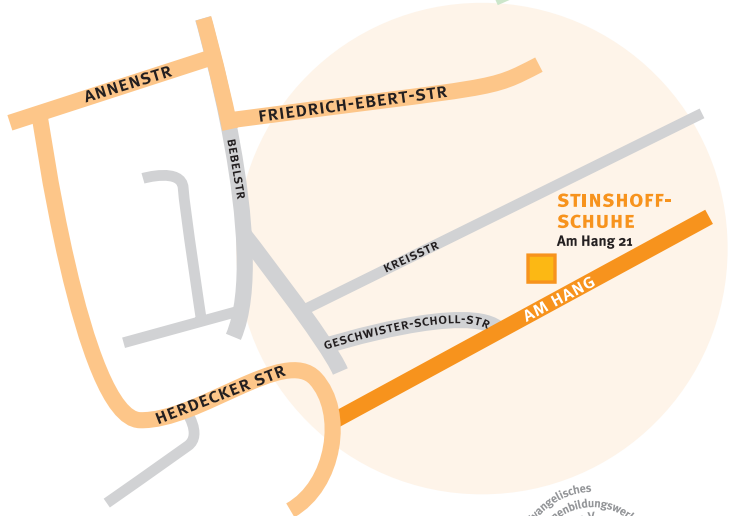 ANNENSTR
FRIEDRICH-EBERT-STR
BEBELSTR
STINSHOFF-
SCHUHE
Am Hang 21
KREISSTR
AM HANG
GESCHWISTER-SCHOLL-STR
HERDECKER STR